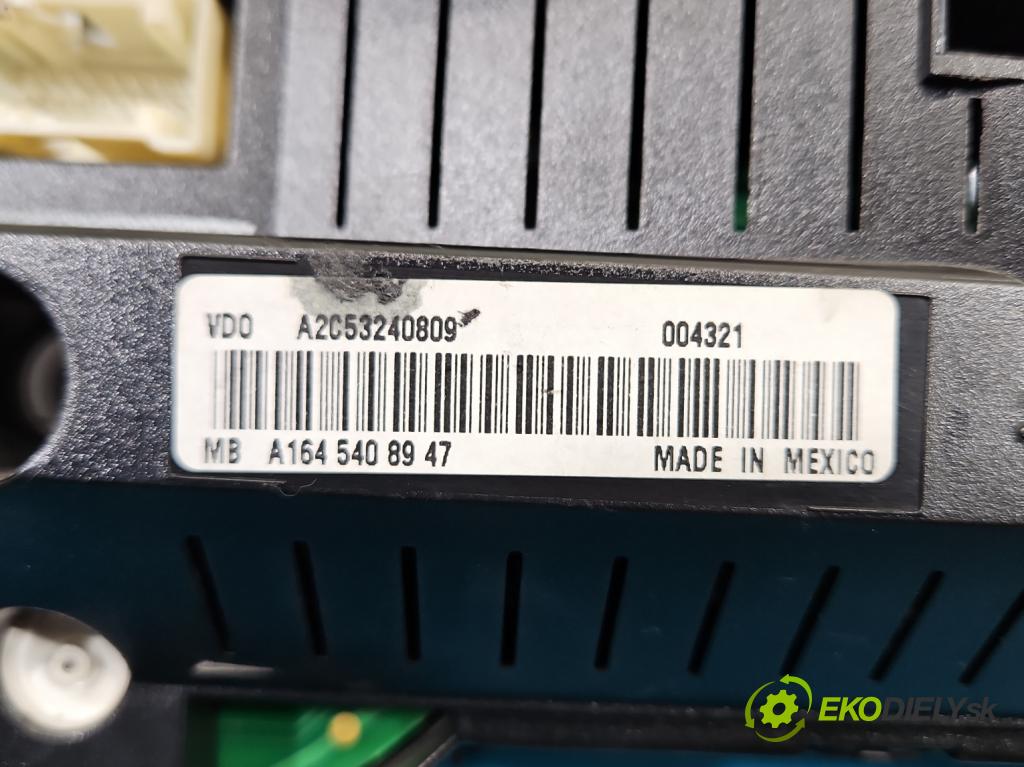 VDO A2C53240809 004321
MB A164 540 89 47 MADE IN MEXICO
EKODIELY.sk